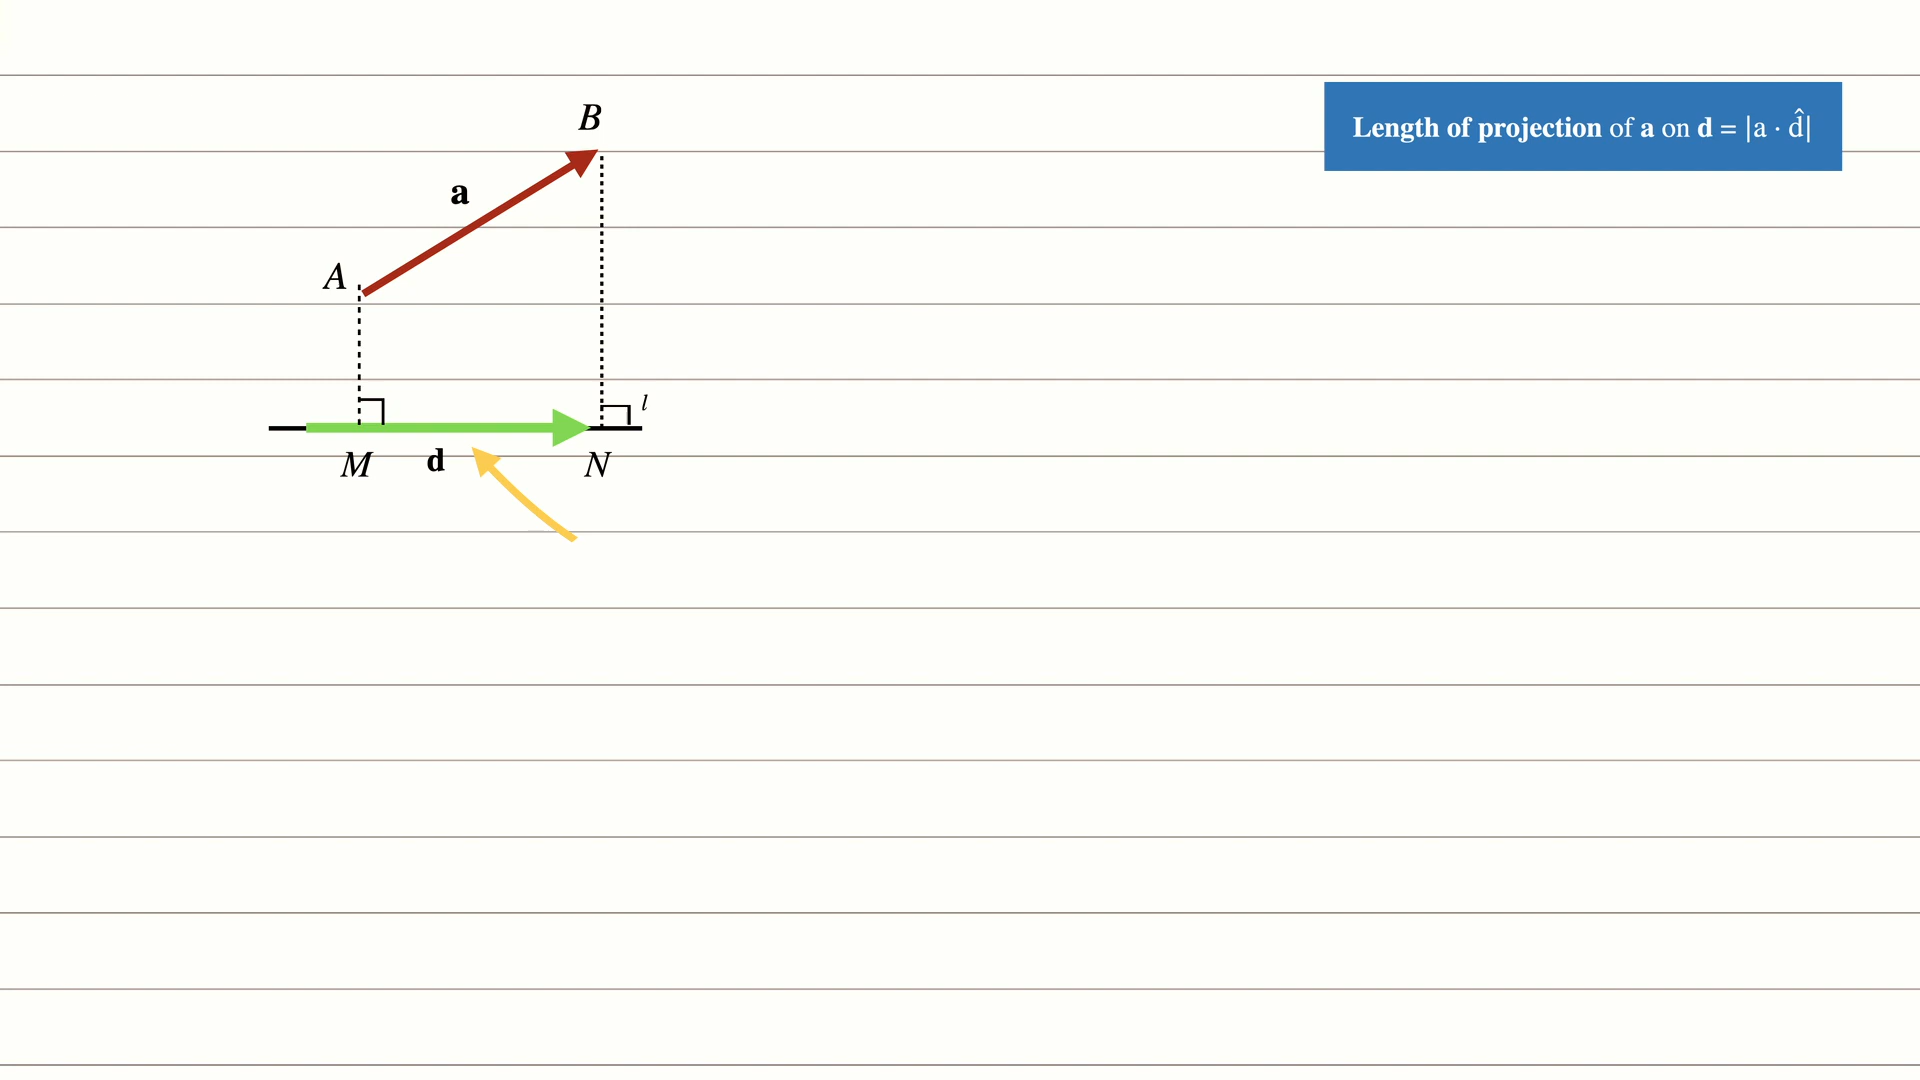 B
Length of projection of a on d = |a · d̂|
a
A
l
M
d
N